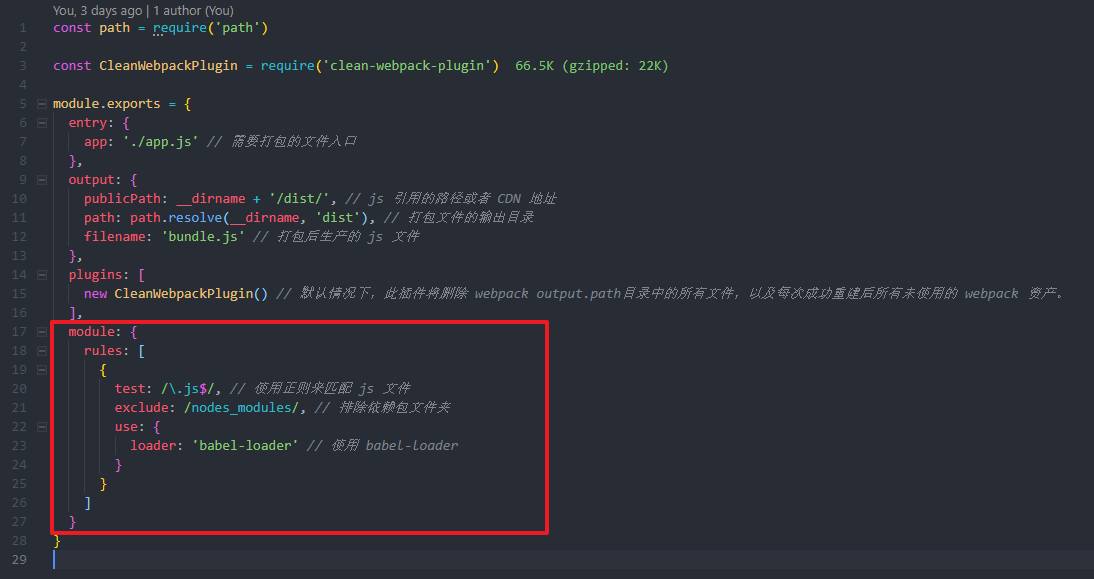 You, 3 days ago | 1 author (You)
1 const path = require('path')
2
3 const CleanWebpackPlugin = require('clean-webpack-plugin') 66.5K (gzipped: 22K)
4
5 module.exports = {
6 entry: {
7 app: './app.js' // 需要打包的文件入口
8 },
9 output: {
10 publicPath: __dirname + '/dist/', // js 引用的路径或者 CDN 地址
11 path: path.resolve(__dirname, 'dist'), // 打包文件的输出目录
12 filename: 'bundle.js' // 打包后生产的 js 文件
13 },
14 plugins: [
15 new CleanWebpackPlugin() // 默认情况下，此插件将删除 webpack output.path目录中的所有文件，以及每次成功重建后所有未使用的 webpack 资产。
16 ],
17 module: {
18 rules: [
19 {
20 test: /\.js$/, // 使用正则来匹配 js 文件
21 exclude: /nodes_modules/, // 排除依赖包文件夹
22 use: {
23 loader: 'babel-loader' // 使用 babel-loader
24 }
25 }
26 ]
27 }
28 }
29